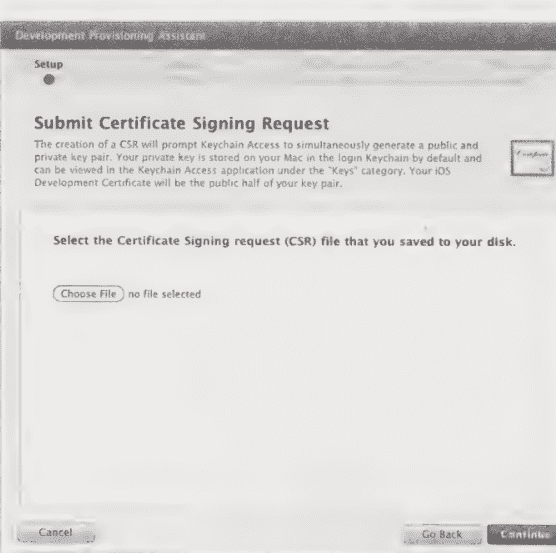 Development Provisioning Assistant
Setup
Submit Certificate Signing Request
The creation of a CSR will prompt Keychain Access to simultaneously generate a public and
private key pair. Your private key is stored on your Mac in the login Keychain by default and
can be viewed in the Keychain Access application under the "Keys" category. Your iOS
Development Certificate will be the public half of your key pair.
Select the Certificate Signing request (CSR) file that you saved to your disk.
Choose File no file selected
Cancel
Go Back
Continue